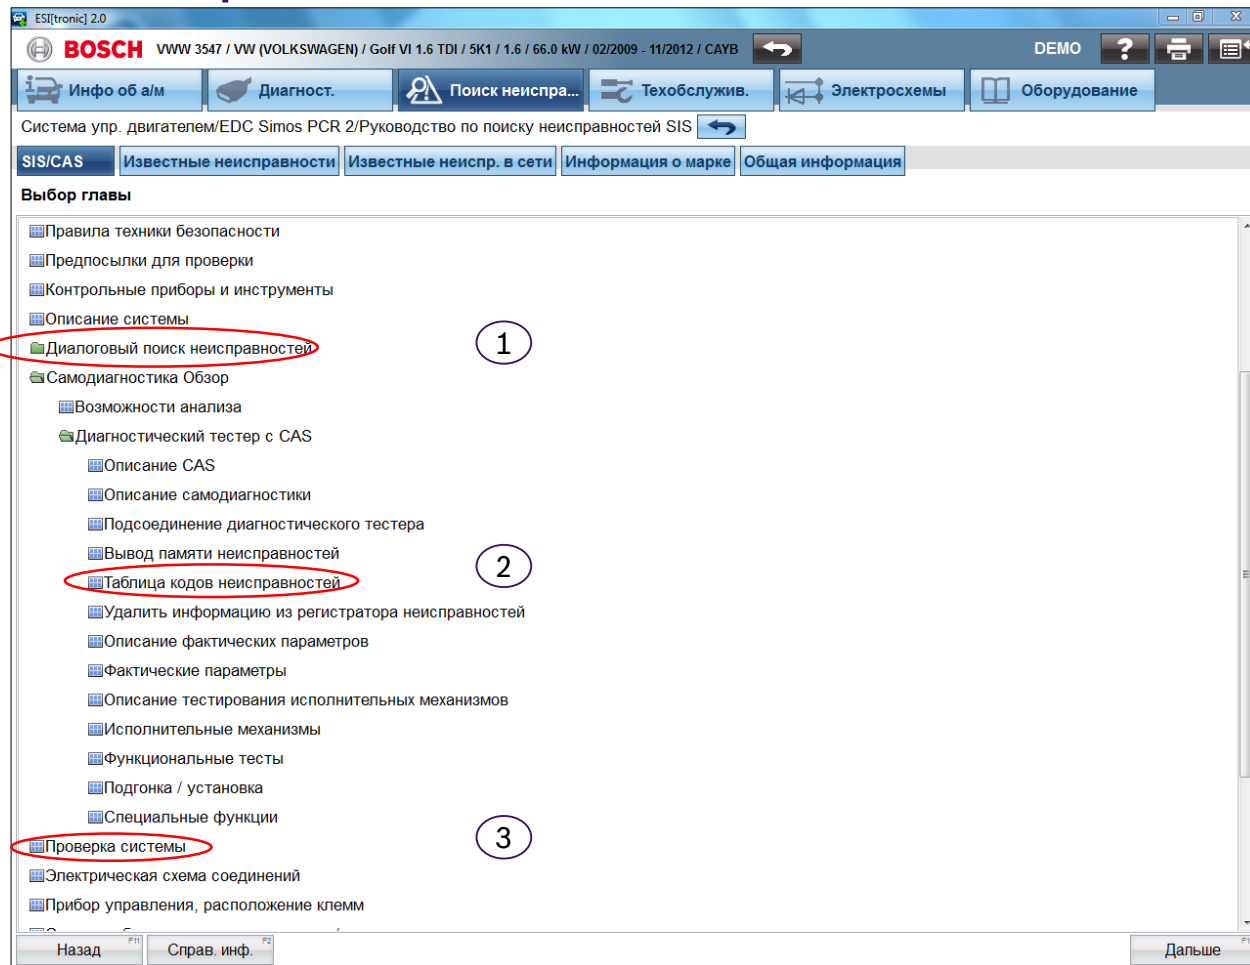 ESI[tronic] 2.0
BOSCH VWW 3547 / VW (VOLKSWAGEN) / Golf VI 1.6 TDI / 5K1 / 1.6 / 66.0 kW / 02/2009 - 11/2012 / CAYB DEMO ?
Инфо об а/м Диагност. Поиск неиспра... Техобслужив. Электросхемы Оборудование
Система упр. двигателем/EDC Simos PCR 2/Руководство по поиску неисправностей SIS
SIS/CAS Известные неисправности Известные неиспр. в сети Информация о марке Общая информация
Выбор главы
Правила техники безопасности
Предпосылки для проверки
Контрольные приборы и инструменты
Описание системы
Диалоговый поиск неисправностей 1
Самодиагностика Обзор
Возможности анализа
Диагностический тестер с CAS
Описание CAS
Описание самодиагностики
Подсоединение диагностического тестера
Вывод памяти неисправностей
Таблица кодов неисправностей 2
Удалить информацию из регистратора неисправностей
Описание фактических параметров
Фактические параметры
Описание тестирования исполнительных механизмов
Исполнительные механизмы
Функциональные тесты
Подгонка / установка
Специальные функции
Проверка системы 3
Электрическая схема соединений
Прибор управления, расположение клемм
Назад F11 Справ. инф. F2 Дальше